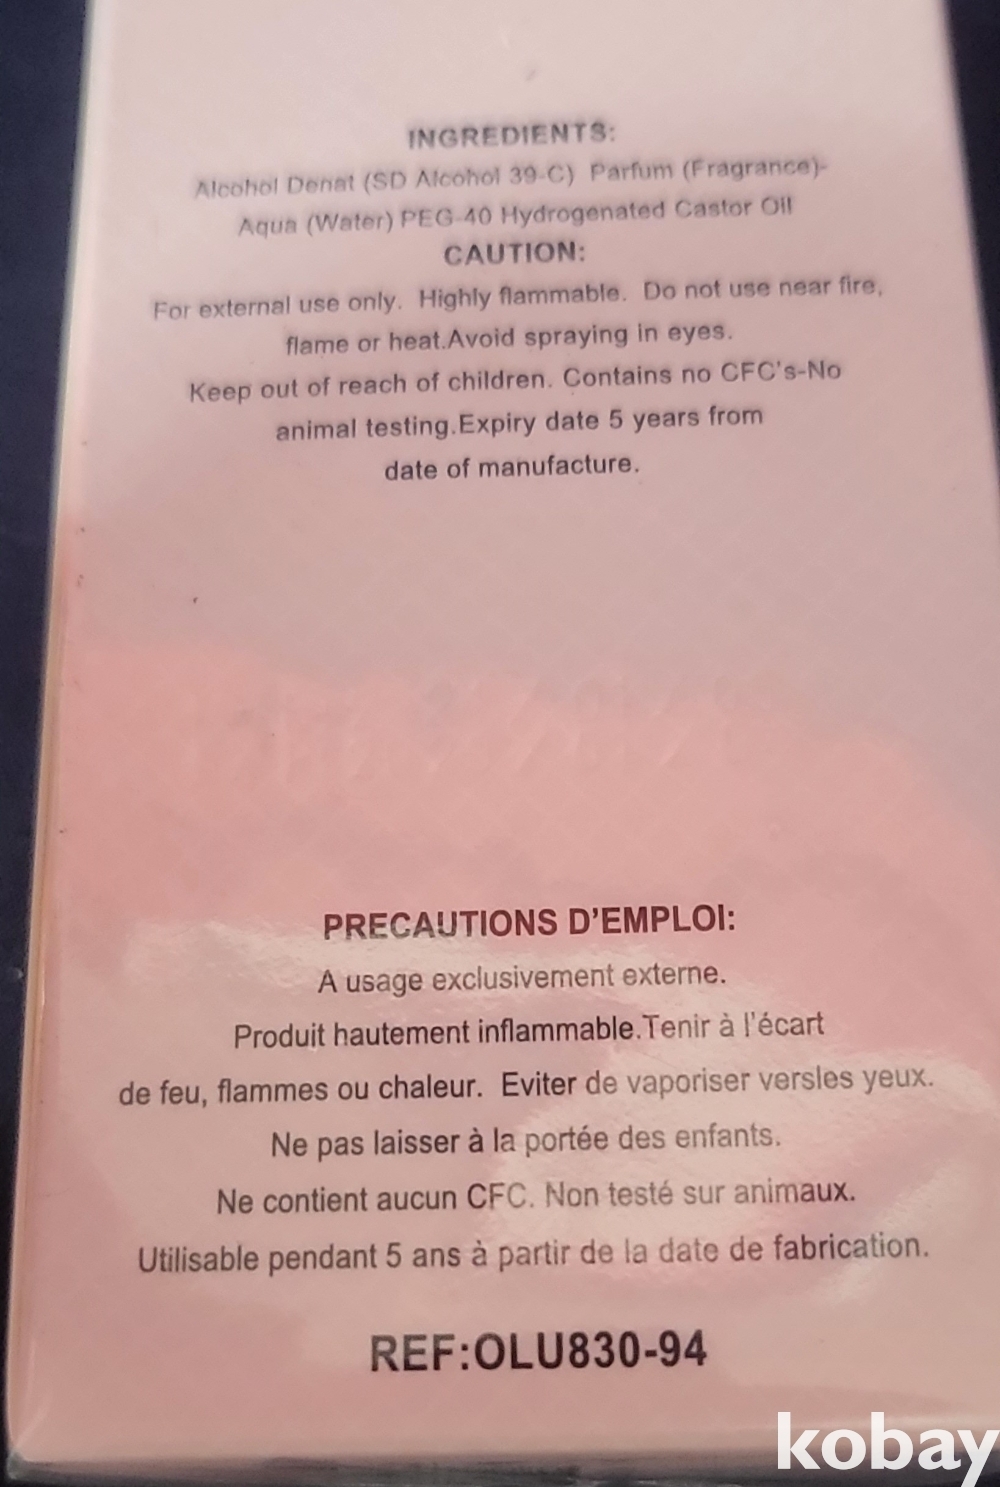 INGREDIENTS:
Alcohol Denat (SD Alcohol 39-C)  Parfum (Fragrance)-
Aqua (Water) PEG-40 Hydrogenated Castor Oil
CAUTION:
For external use only.  Highly flammable.  Do not use near fire,
flame or heat.Avoid spraying in eyes.
Keep out of reach of children. Contains no CFC's-No
animal testing.Expiry date 5 years from
date of manufacture.
PRECAUTIONS D'EMPLOI:
A usage exclusivement externe.
Produit hautement inflammable.Tenir à l'écart
de feu, flammes ou chaleur.  Eviter de vaporiser versles yeux.
Ne pas laisser à la portée des enfants.
Ne contient aucun CFC. Non testé sur animaux.
Utilisable pendant 5 ans à partir de la date de fabrication.
REF:OLU830-94
kobay